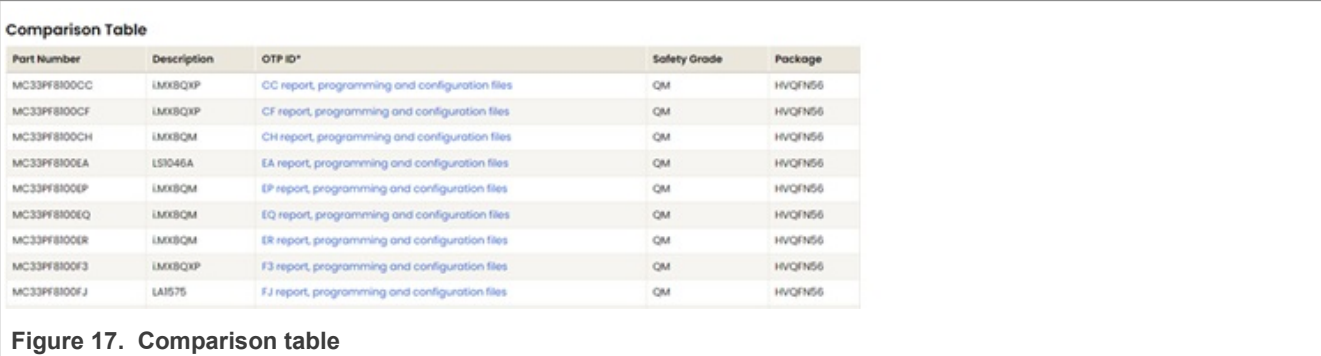 Comparison Table
Part Number Description OTP ID* Safety Grade Package
MC33PF8100CC i.MX8QXP CC report, programming and configuration files QM HVQFN56
MC33PF8100CF i.MX8QXP CF report, programming and configuration files QM HVQFN56
MC33PF8100CH i.MX8QM CH report, programming and configuration files QM HVQFN56
MC33PF8100EA LS1046A EA report, programming and configuration files QM HVQFN56
MC33PF8100EP i.MX8QM EP report, programming and configuration files QM HVQFN56
MC33PF8100EQ i.MX8QM EQ report, programming and configuration files QM HVQFN56
MC33PF8100ER i.MX8QM ER report, programming and configuration files QM HVQFN56
MC33PF8100F3 i.MX8QXP F3 report, programming and configuration files QM HVQFN56
MC33PF8100FJ LA1575 FJ report, programming and configuration files QM HVQFN56
Figure 17. Comparison table